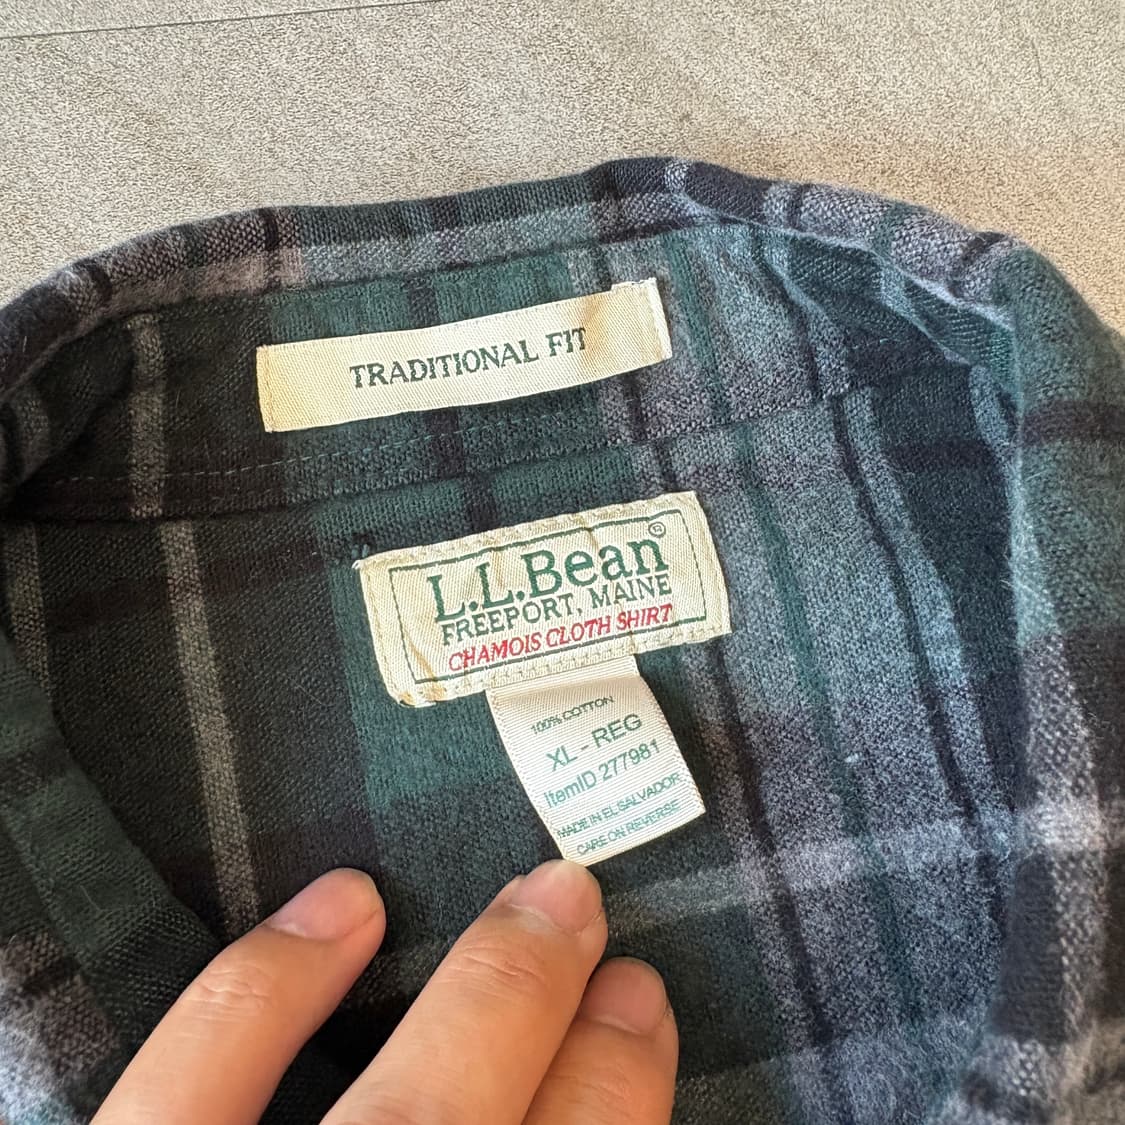 TRADITIONAL FIT
L.L.Bean®
FREEPORT, MAINE
CHAMOIS CLOTH SHIRT
100% COTTON
XL - REG
ItemID 277981
MADE IN EL SALVADOR
CARE ON REVERSE